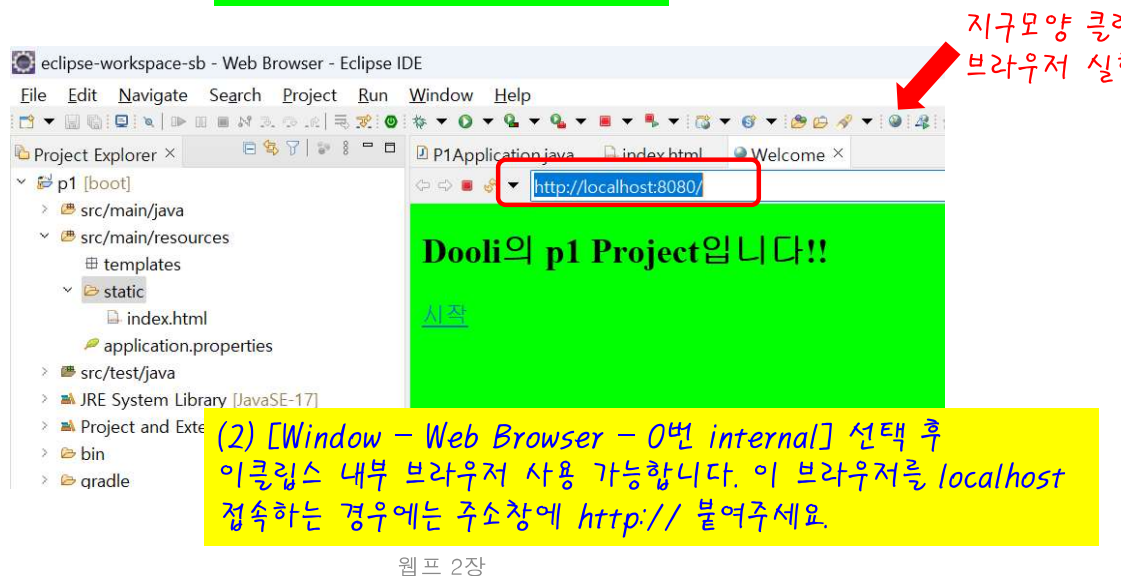 지구모양
브라우저
eclipse-workspace-sb - Web Browser - Eclipse IDE
File Edit Navigate Search Project Run Window Help
Project Explorer ×
P1Application.java index.html Welcome ×
http://localhost:8080/
p1 [boot]
src/main/java
src/main/resources
templates
static
index.html
application.properties
src/test/java
JRE System Library [JavaSE-17]
Project and Exte
bin
gradle
Dooli의 p1 Project입니다!!
시작
(2) [Window - Web Browser - 0번 internal] 선택 후
이클립스 내부 브라우저 사용 가능합니다. 이 브라우저를 localhost
접속하는 경우에는 주소창에 http:// 붙여주세요.
웹프 2장